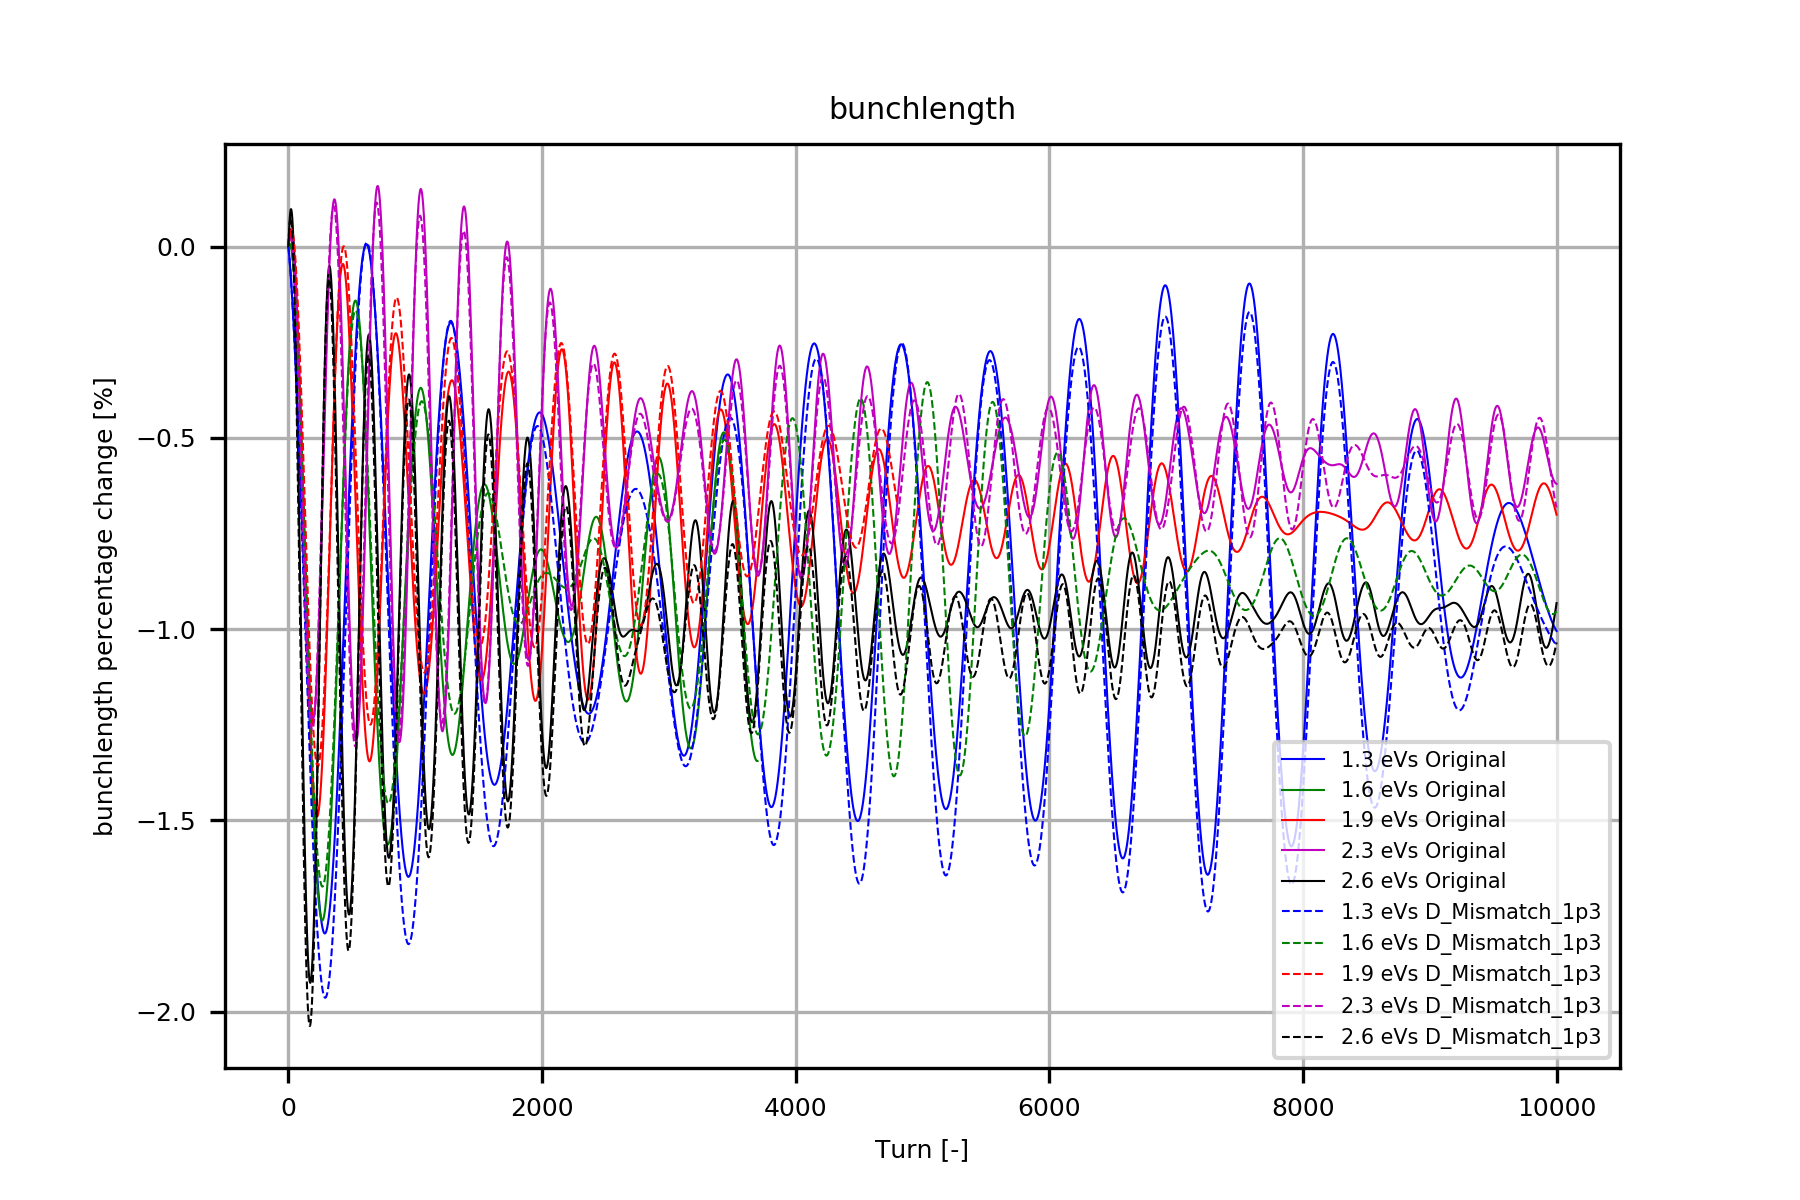 bunchlength
bunchlength percentage change [%]
0.0
−0.5
−1.0
−1.5
−2.0
1.3 eVs Original
1.6 eVs Original
1.9 eVs Original
2.3 eVs Original
2.6 eVs Original
1.3 eVs D_Mismatch_1p3
1.6 eVs D_Mismatch_1p3
1.9 eVs D_Mismatch_1p3
2.3 eVs D_Mismatch_1p3
2.6 eVs D_Mismatch_1p3
0 2000 4000 6000 8000 10000
Turn [-]